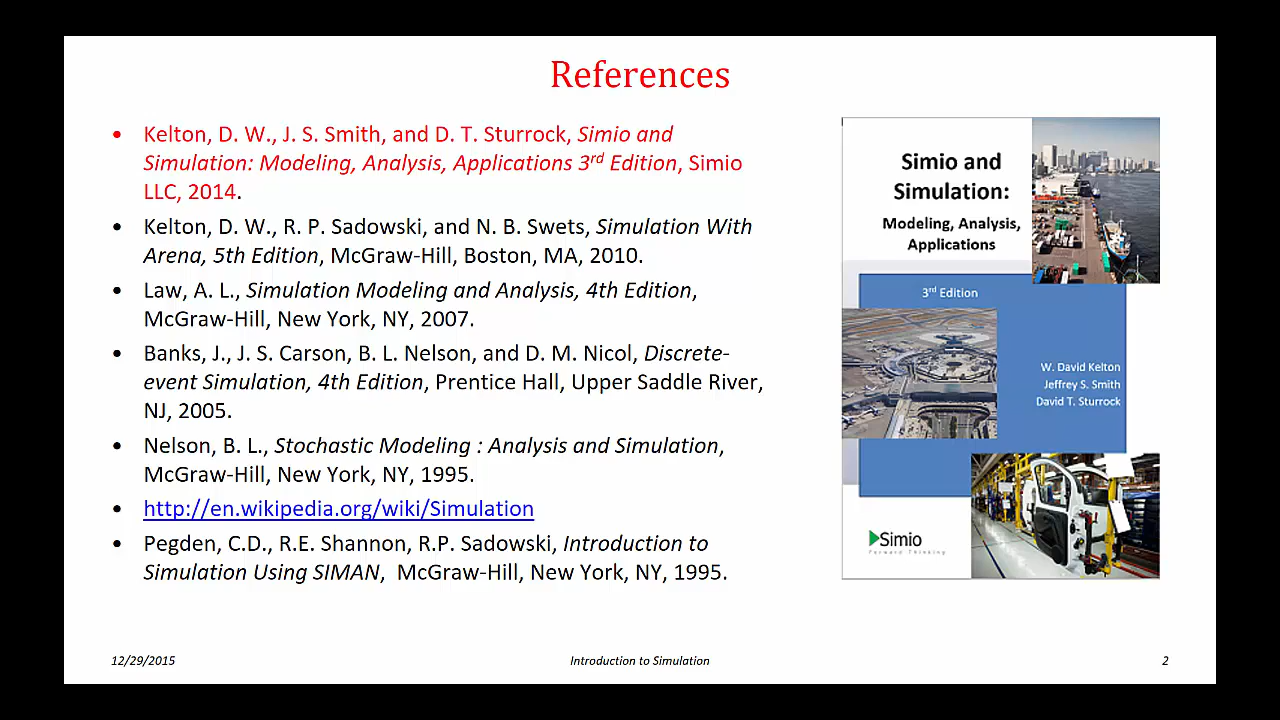 References
• Kelton, D. W., J. S. Smith, and D. T. Sturrock, Simio and
Simulation: Modeling, Analysis, Applications 3rd Edition, Simio
LLC, 2014.
• Kelton, D. W., R. P. Sadowski, and N. B. Swets, Simulation With
Arena, 5th Edition, McGraw-Hill, Boston, MA, 2010.
• Law, A. L., Simulation Modeling and Analysis, 4th Edition,
McGraw-Hill, New York, NY, 2007.
• Banks, J., J. S. Carson, B. L. Nelson, and D. M. Nicol, Discrete-
event Simulation, 4th Edition, Prentice Hall, Upper Saddle River,
NJ, 2005.
• Nelson, B. L., Stochastic Modeling : Analysis and Simulation,
McGraw-Hill, New York, NY, 1995.
• http://en.wikipedia.org/wiki/Simulation
• Pegden, C.D., R.E. Shannon, R.P. Sadowski, Introduction to
Simulation Using SIMAN, McGraw-Hill, New York, NY, 1995.
Simio and
Simulation:
Modeling, Analysis,
Applications
3rd Edition
W. David Kelton
Jeffrey S. Smith
David T. Sturrock
Simio
Forward Thinking
12/29/2015
Introduction to Simulation
2